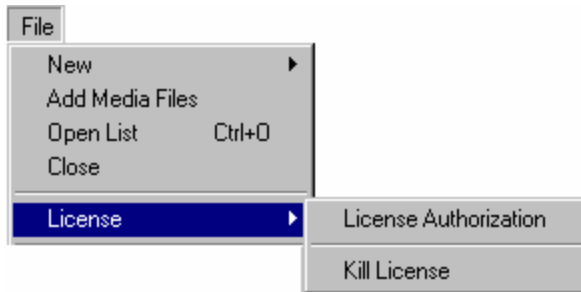 File
New
Add Media Files
Open List Ctrl+O
Close
License
License Authorization
Kill License